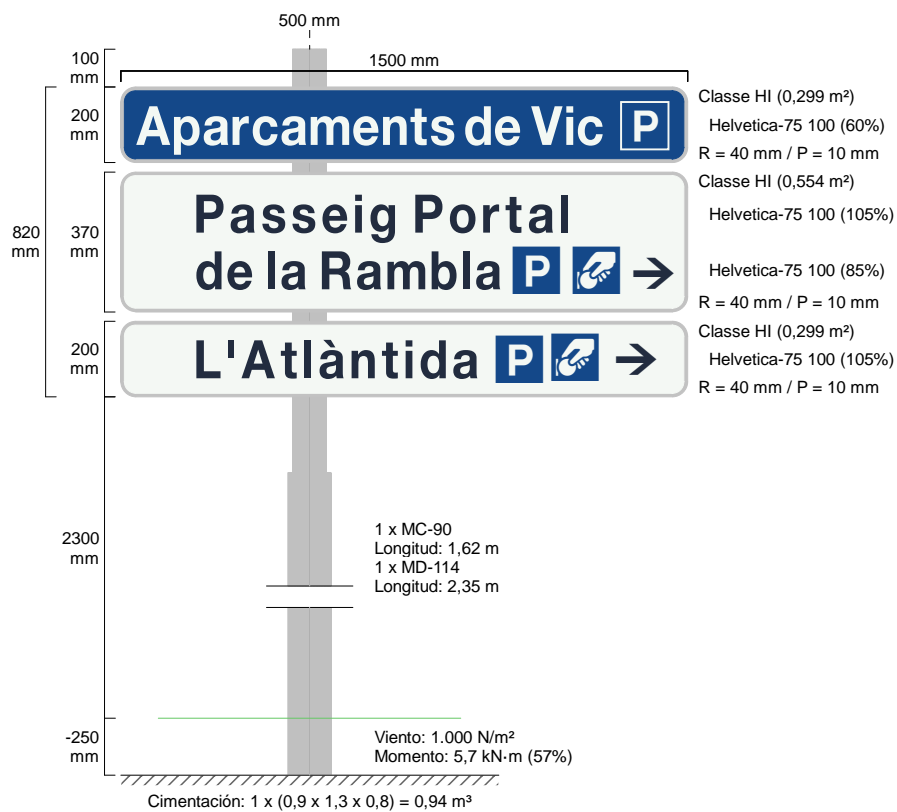 500 mm
100
mm
1500 mm
820
mm
200
mm
Aparcaments de Vic P
Classe HI (0,299 m²)
Helvetica-75 100 (60%)
R = 40 mm / P = 10 mm
370
mm
Passeig Portal
de la Rambla P
Classe HI (0,554 m²)
Helvetica-75 100 (105%)
Helvetica-75 100 (85%)
R = 40 mm / P = 10 mm
200
mm
L'Atlàntida P
Classe HI (0,299 m²)
Helvetica-75 100 (105%)
R = 40 mm / P = 10 mm
2300
mm
1 x MC-90
Longitud: 1,62 m
1 x MD-114
Longitud: 2,35 m
-250
mm
Viento: 1.000 N/m²
Momento: 5,7 kN·m (57%)
Cimentación: 1 x (0,9 x 1,3 x 0,8) = 0,94 m³